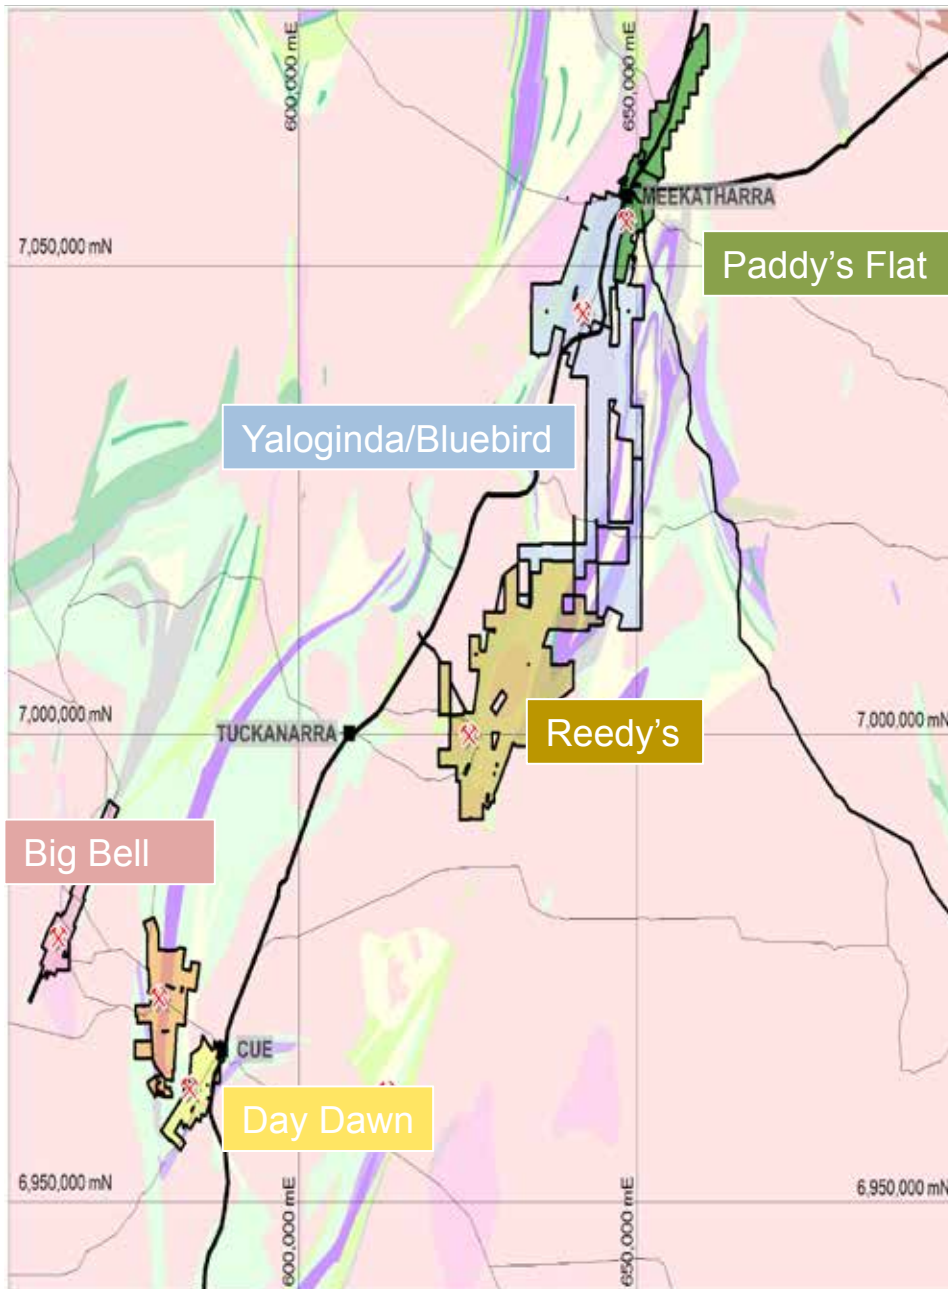 600,000 mE
650,000 mE
MEEKATHARRA
7,050,000 mN
Paddy's Flat
Yaloginda/Bluebird
7,000,000 mN
TUCKANARRA
7,000,000 mN
Reedy's
Big Bell
CUE
Day Dawn
6,950,000 mN
6,950,000 mN
600,000 mE
650,000 mE